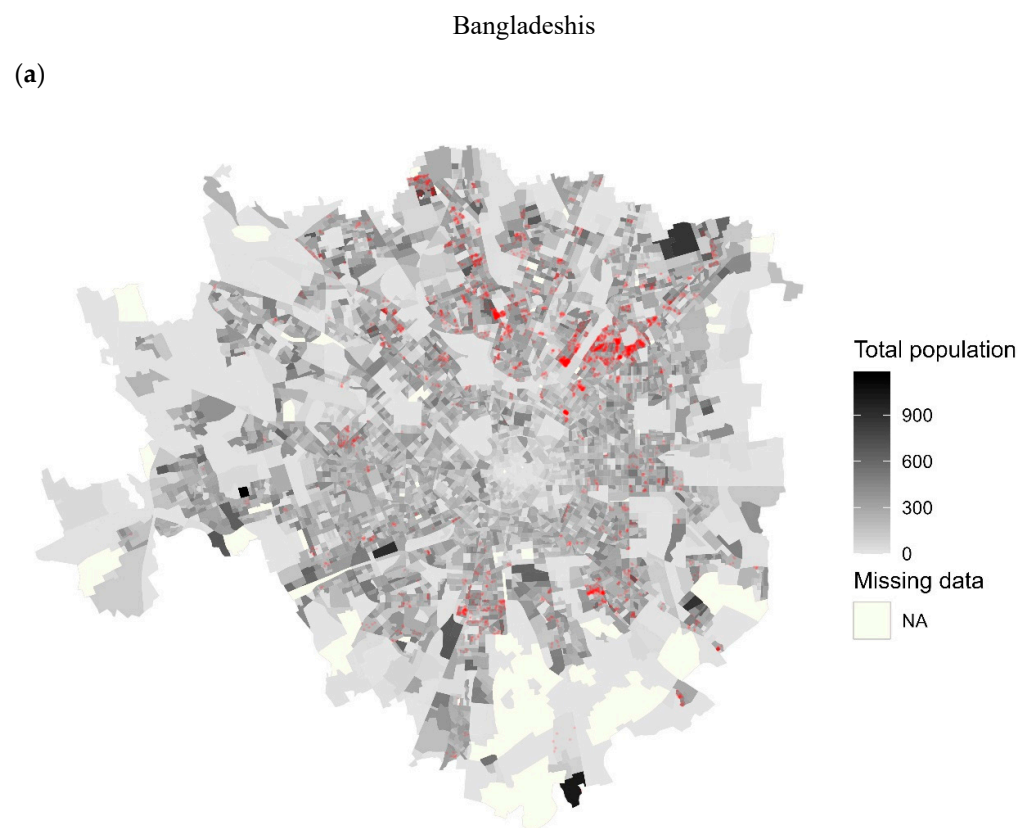 Bangladeshis
(a)
Total population
900
600
300
0
Missing data
NA